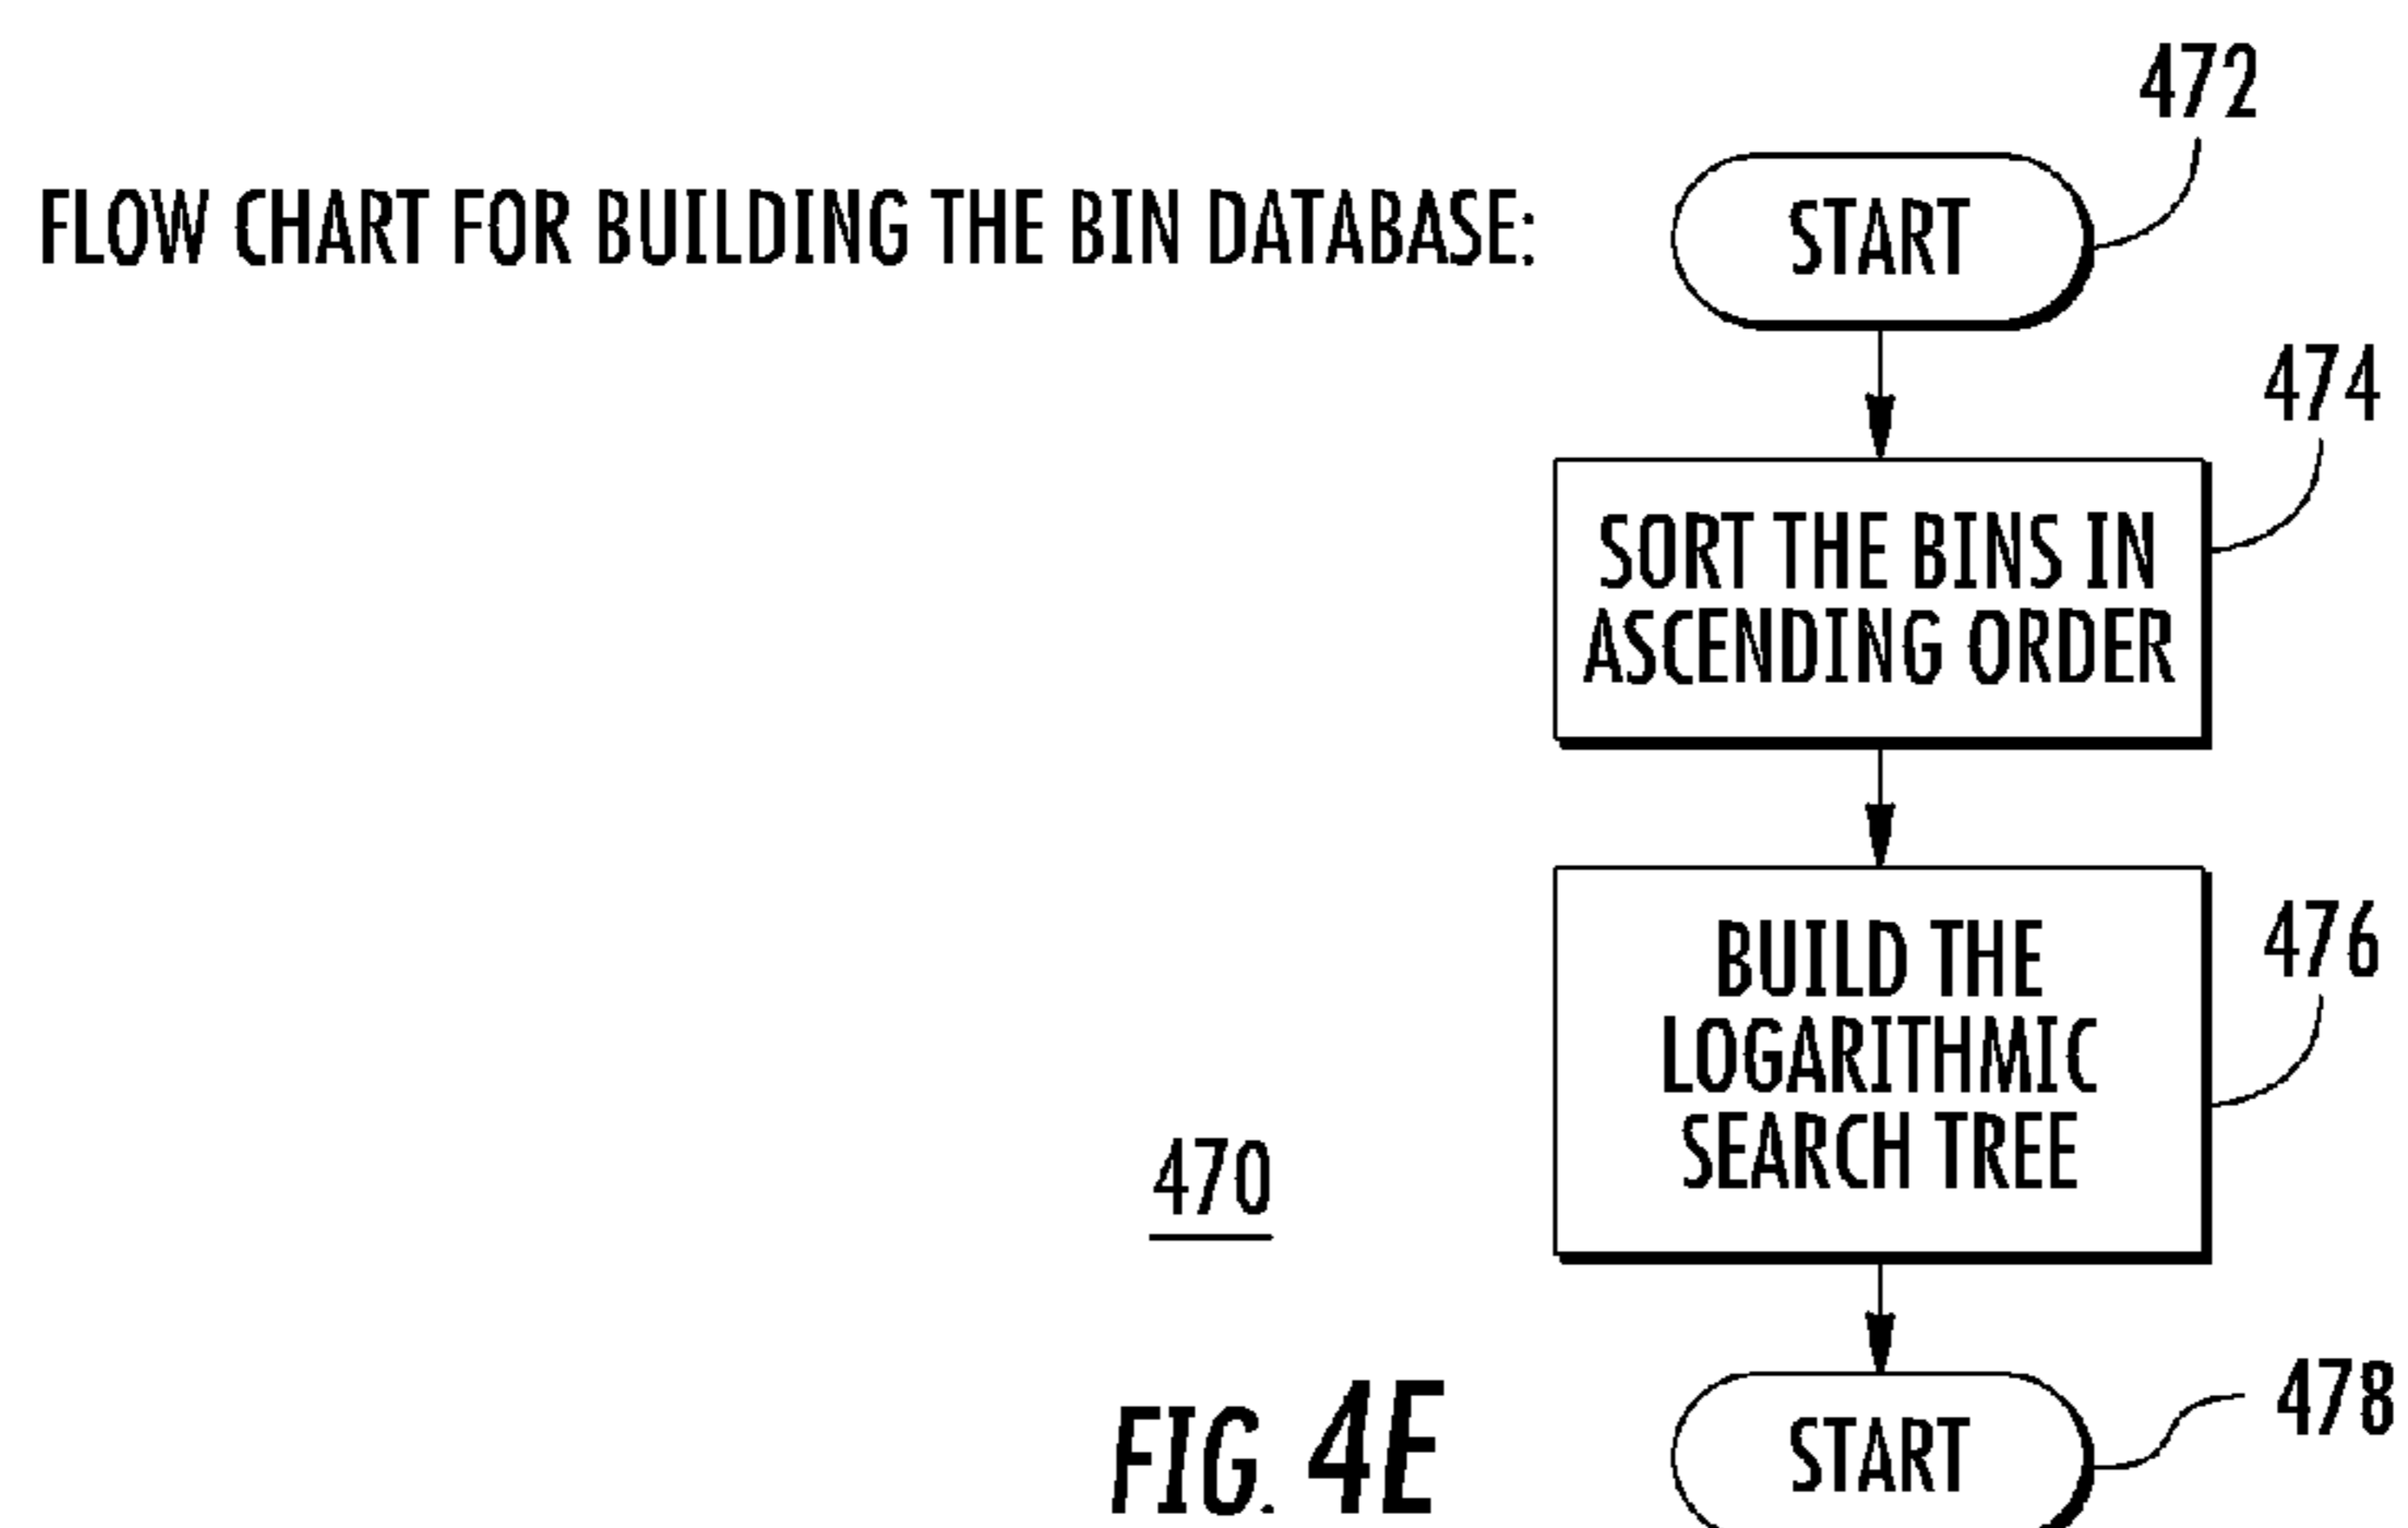 472
FLOW CHART FOR BUILDING THE BIN DATABASE:
START
474
SORT THE BINS IN
ASCENDING ORDER
476
BUILD THE
LOGARITHMIC
SEARCH TREE
470
478
START
FIG. 4E